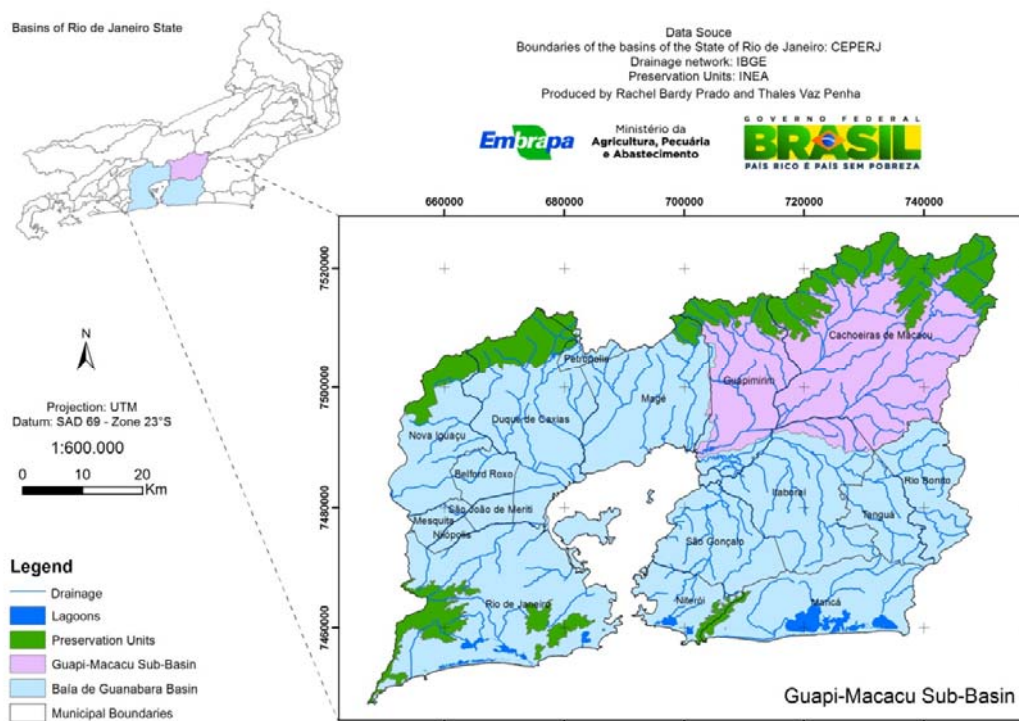 Basins of Rio de Janeiro State
Data Souce
Boundaries of the basins of the State of Rio de Janeiro: CEPERJ
Drainage network: IBGE
Preservation Units: INEA
Produced by Rachel Bardy Prado and Thales Vaz Penha
Embrapa
Ministério da
Agricultura, Pecuária
e Abastecimento
GOVERNO FEDERAL
BRASIL
PAÍS RICO É PAÍS SEM POBREZA
660000 680000 700000 720000 740000
7520000
7500000
7480000
7460000
Cachoeiras de Macacu
Petrópolis
Guapimirim
Magé
Duque de Caxias
Nova Iguaçu
Belford Roxo
Itaboraí
Rio Bonito
São João de Meriti
Tanguá
Mesquita
Nilópolis
São Gonçalo
Rio de Janeiro
Niterói
Maricá
Guapi-Macacu Sub-Basin
N
Projection: UTM
Datum: SAD 69 - Zone 23°S
1:600.000
0 10 20
Km
Legend
Drainage
Lagoons
Preservation Units
Guapi-Macacu Sub-Basin
Baía de Guanabara Basin
Municipal Boundaries